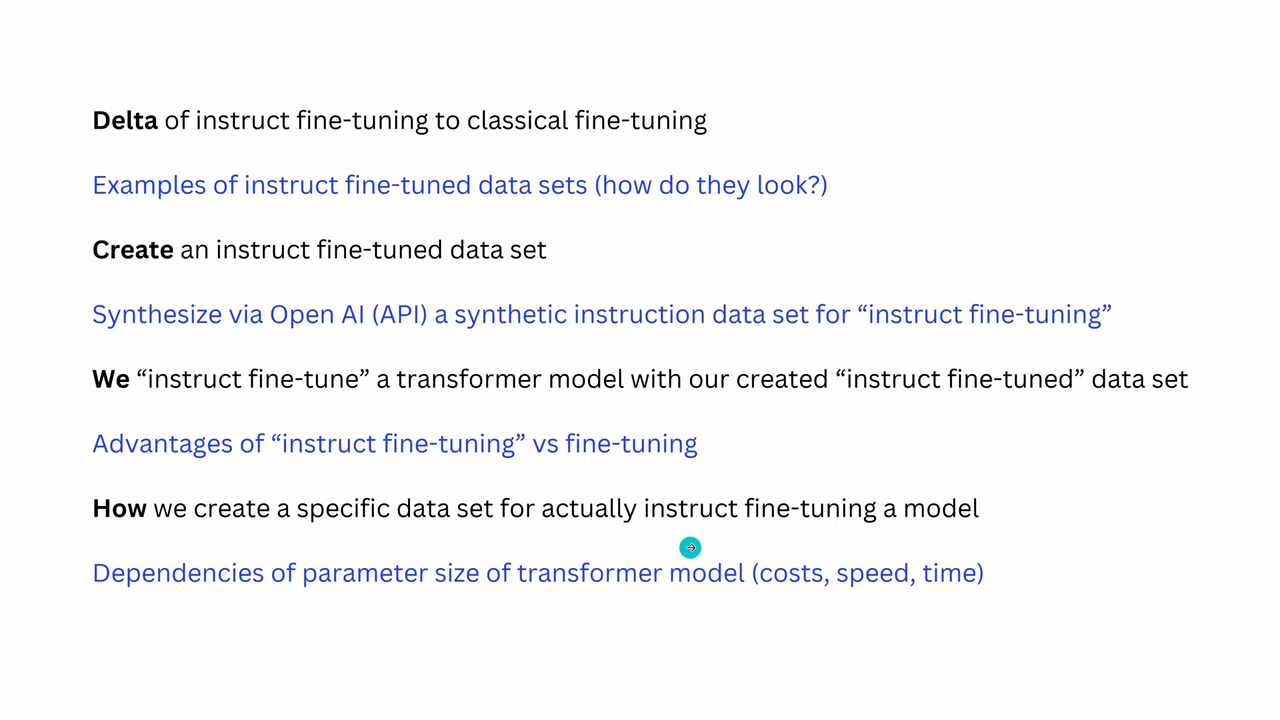 Delta of instruct fine-tuning to classical fine-tuning
Examples of instruct fine-tuned data sets (how do they look?)
Create an instruct fine-tuned data set
Synthesize via Open AI (API) a synthetic instruction data set for “instruct fine-tuning”
We “instruct fine-tune” a transformer model with our created “instruct fine-tuned” data set
Advantages of “instruct fine-tuning” vs fine-tuning
How we create a specific data set for actually instruct fine-tuning a model
Dependencies of parameter size of transformer model (costs, speed, time)